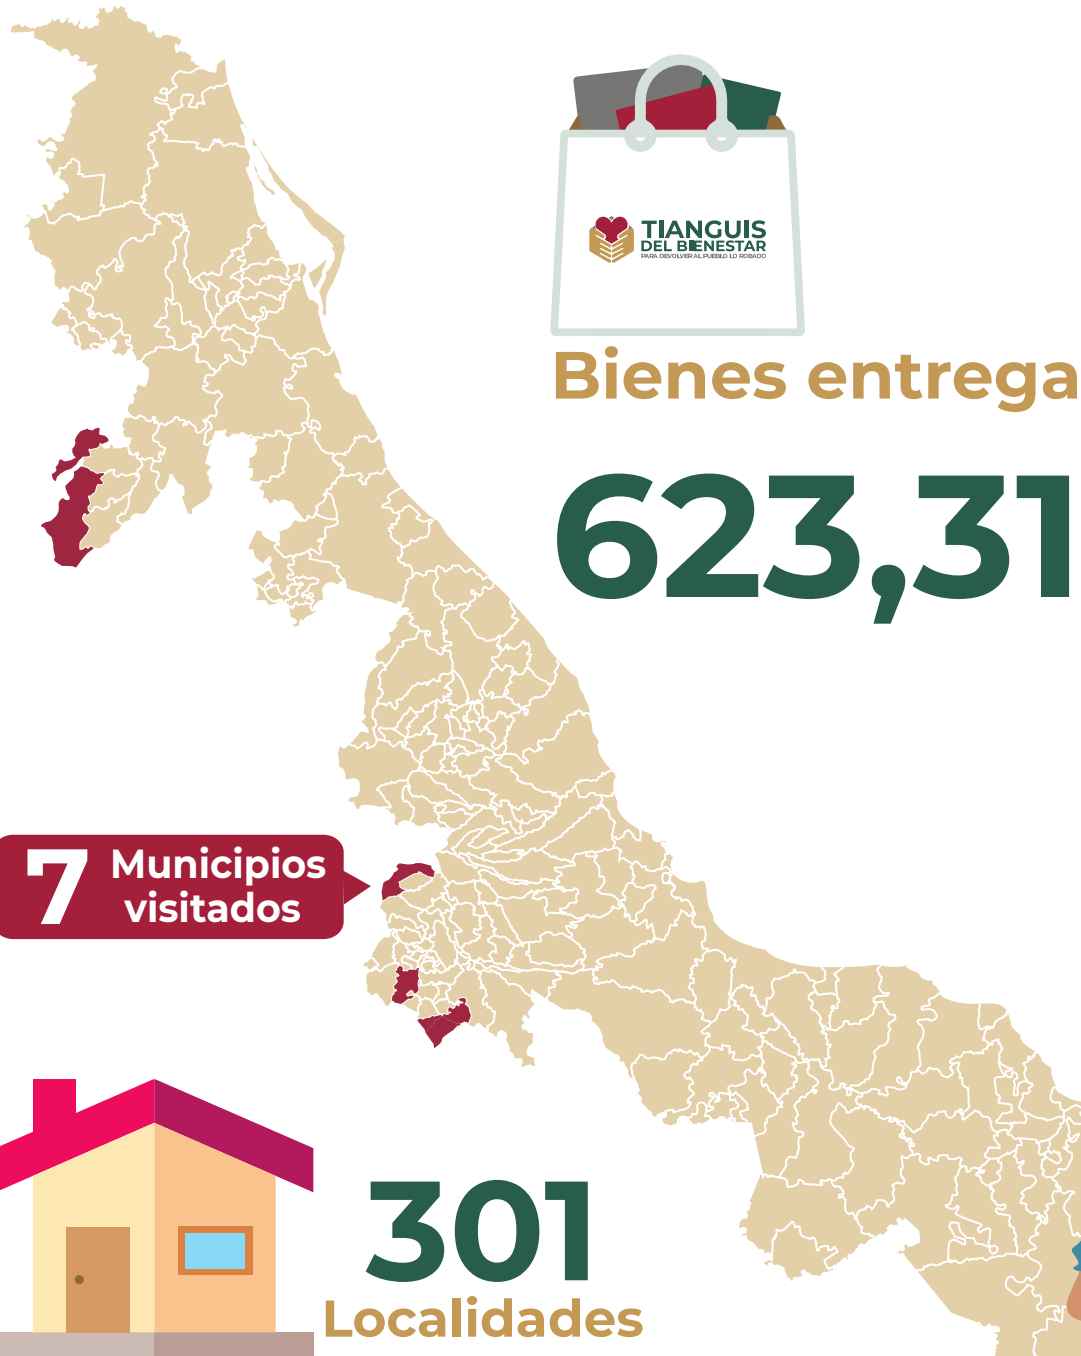 TIANGUIS
DEL BIENESTAR
PARA DEVOLVER AL PUEBLO LO ROBADO
Bienes entrega
623,31
7 Municipios
visitados
301
Localidades